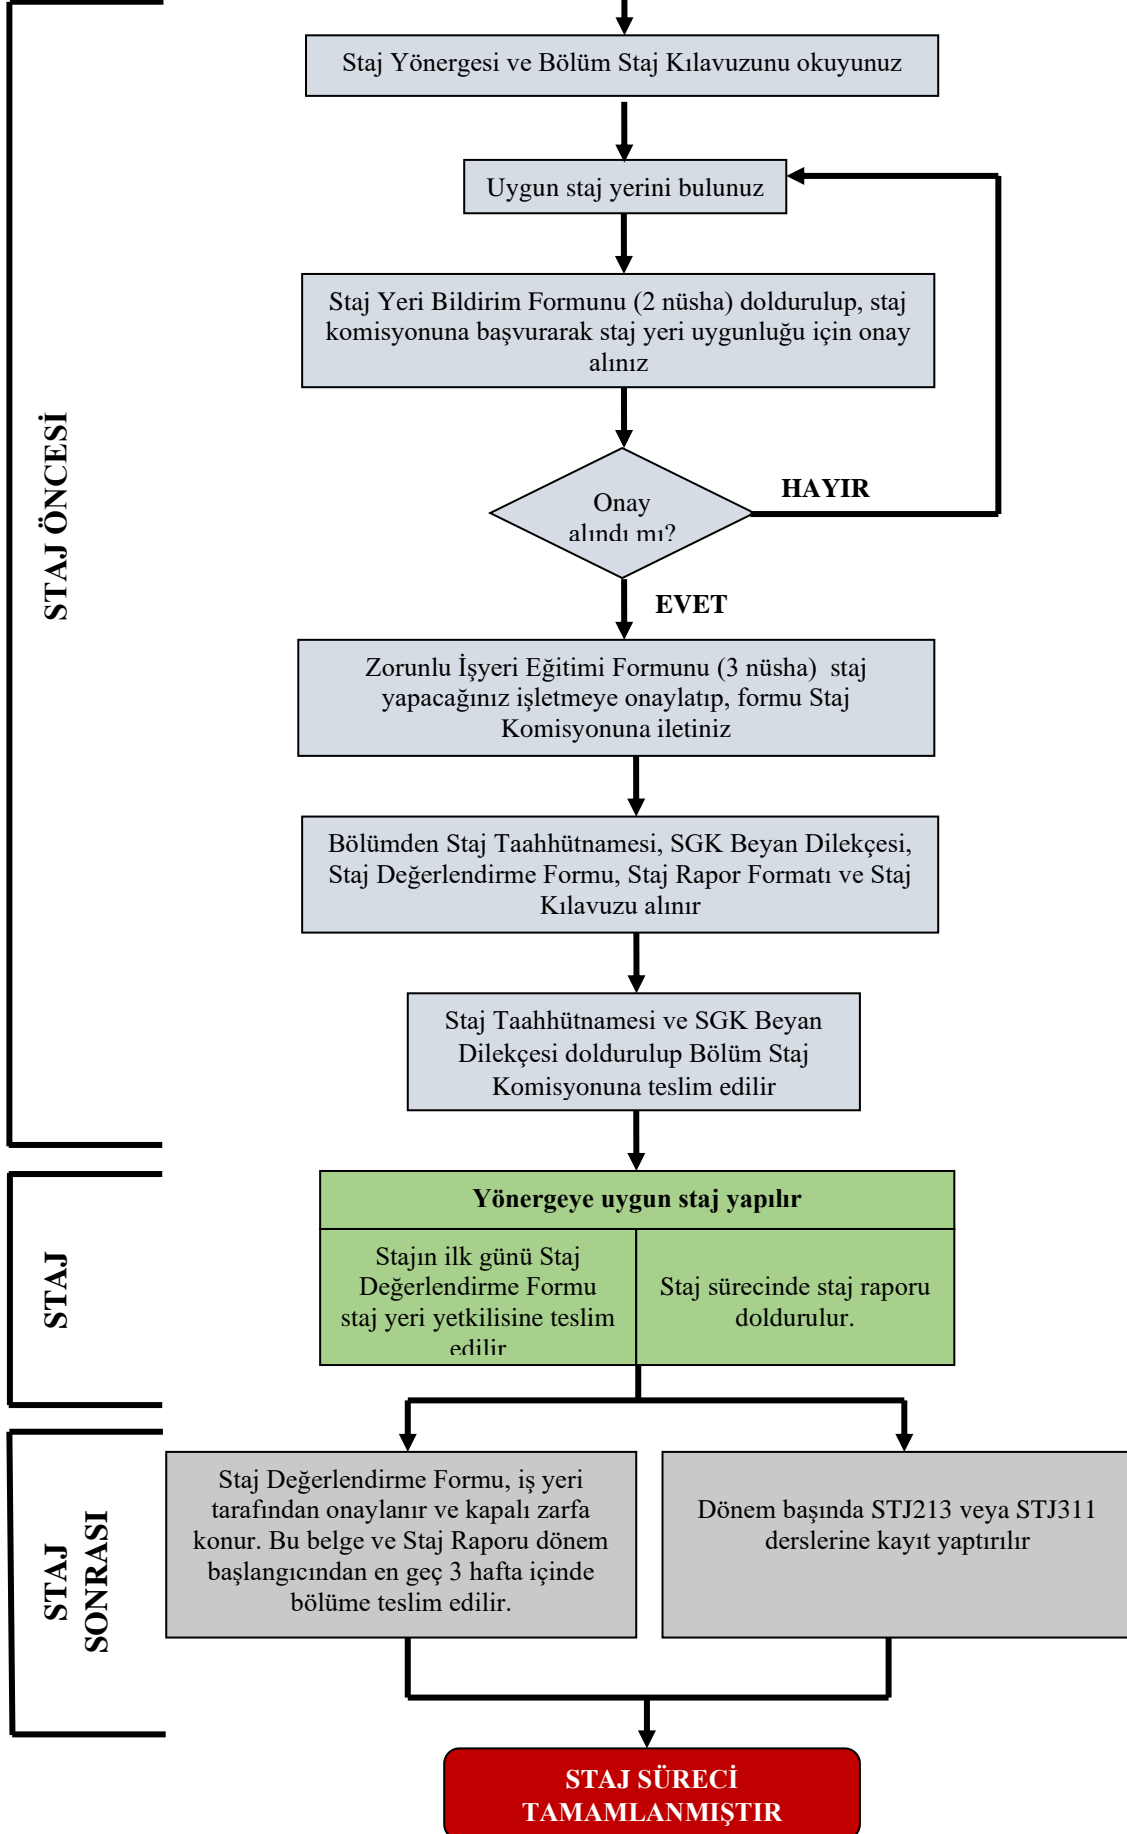 STAJ ÖNCESİ
Staj Yönergesi ve Bölüm Staj Kılavuzunu okuyunuz
Uygun staj yerini bulunuz
Staj Yeri Bildirim Formunu (2 nüsha) doldurulup, staj
komisyonuna başvurarak staj yeri uygunluğu için onay
alınız
Onay
alındı mı?
HAYIR
EVET
Zorunlu İşyeri Eğitimi Formunu (3 nüsha) staj
yapacağınız işletmeye onaylatıp, formu Staj
Komisyonuna iletiniz
Bölümden Staj Taahhütnamesi, SGK Beyan Dilekçesi,
Staj Değerlendirme Formu, Staj Rapor Formatı ve Staj
Kılavuzu alınır
Staj Taahhütnamesi ve SGK Beyan
Dilekçesi doldurulup Bölüm Staj
Komisyonuna teslim edilir
STAJ
Yönergeye uygun staj yapılır
Stajın ilk günü Staj
Değerlendirme Formu
staj yeri yetkilisine teslim
edilir
Staj sürecinde staj raporu
doldurulur.
STAJ
SONRASI
Staj Değerlendirme Formu, iş yeri
tarafından onaylanır ve kapalı zarfa
konur. Bu belge ve Staj Raporu dönem
başlangıcından en geç 3 hafta içinde
bölüme teslim edilir.
Dönem başında STJ213 veya STJ311
derslerine kayıt yaptırılır
STAJ SÜRECİ
TAMAMLANMIŞTIR